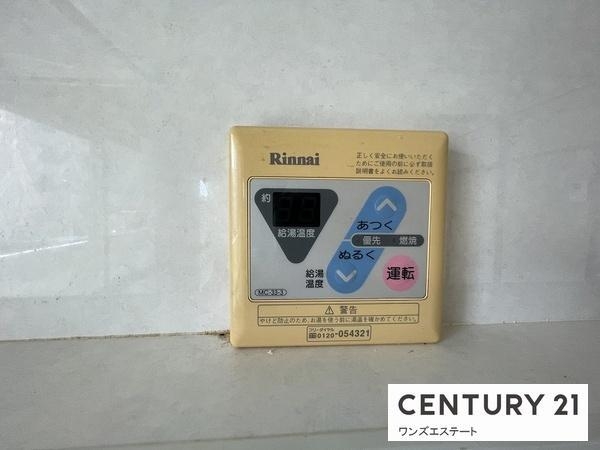 Rinnai
正しく安全にお使いいただく
ためにご使用の前に必ず取扱
説明書をよくお読みください。
約
給湯温度
あつく
優先 燃焼
ぬるく
給湯
温度
運転
MC-33-3
⚠ 警告
やけど防止のため、お湯を使う前に湯温を確かめてください。
フリーダイヤル
0120-054321
CENTURY 21
ワンズエステート